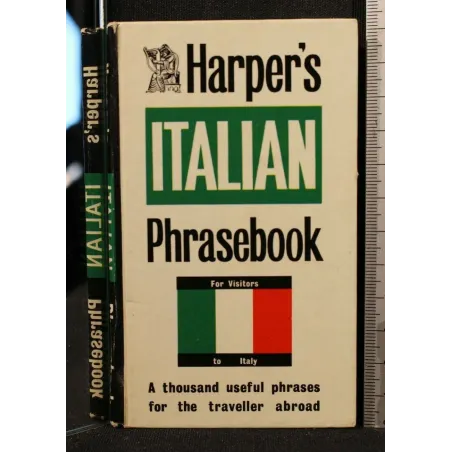 Harper's
ITALIAN
Phrasebook
For Visitors
to Italy
A thousand useful phrases
for the traveller abroad
Harper's ITALIAN Phrasebook